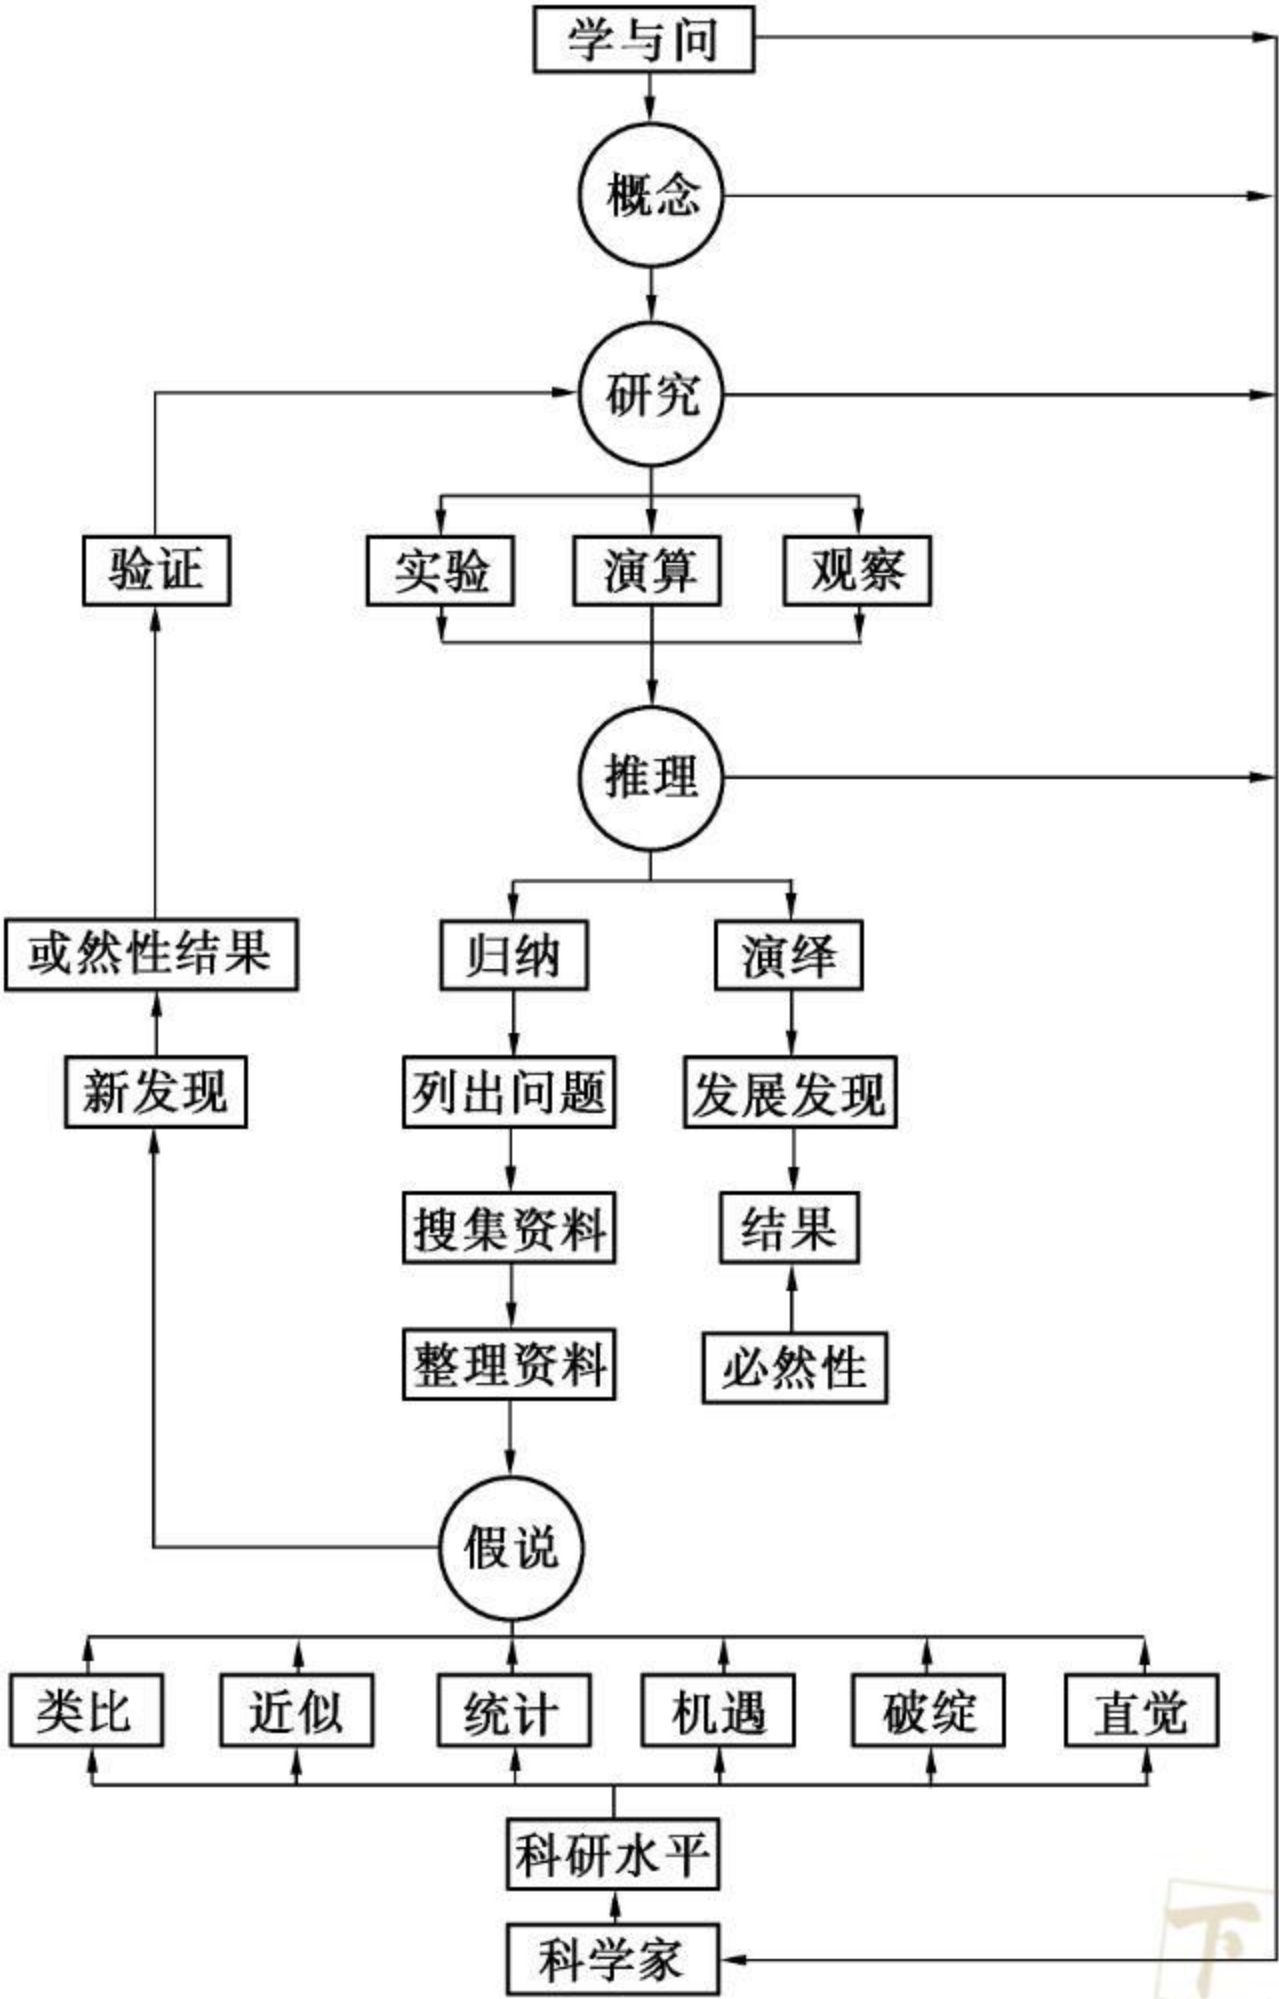 学与问
概念
研究
验证
实验
演算
观察
推理
或然性结果
归纳
演绎
新发现
列出问题
发展发现
搜集资料
结果
整理资料
必然性
假说
类比
近似
统计
机遇
破绽
直觉
科研水平
科学家
下